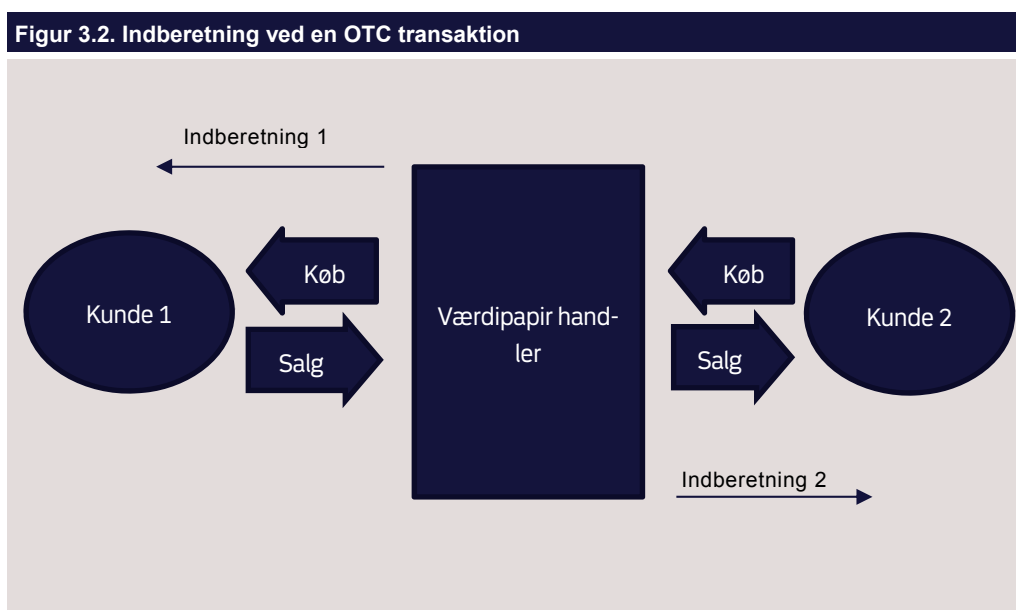 Figur 3.2. Indberetning ved en OTC transaktion
Indberetning 1
Kunde 1
Køb
Salg
Værdipapir hand-
ler
Køb
Salg
Kunde 2
Indberetning 2